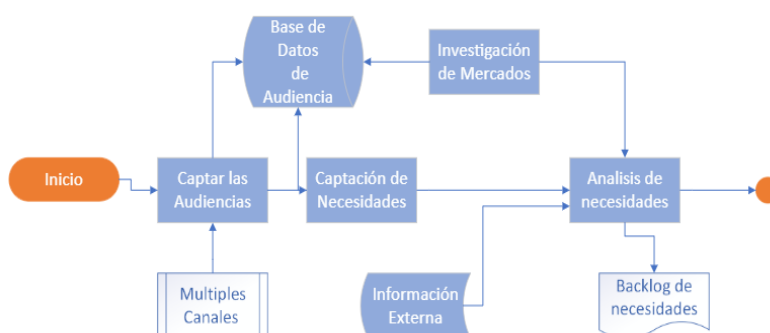 Base de
Datos
de
Audiencia
Investigación
de Mercados
Inicio
Captar las
Audiencias
Captación de
Necesidades
Analisis de
necesidades
Multiples
Canales
Información
Externa
Backlog de
necesidades